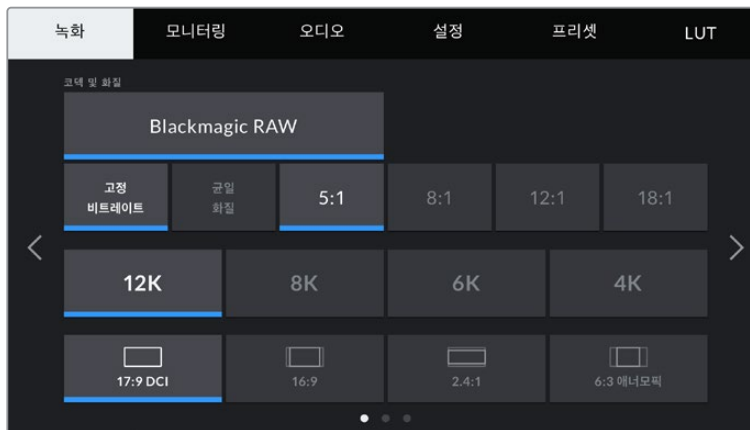 녹화 모니터링 오디오 설정 프리셋 LUT
코덱 및 화질
Blackmagic RAW
고정 균일 5:1 8:1 12:1 18:1
비트레이트 화질
12K 8K 6K 4K
17:9 DCI 16:9 2.4:1 6:3 애너모픽